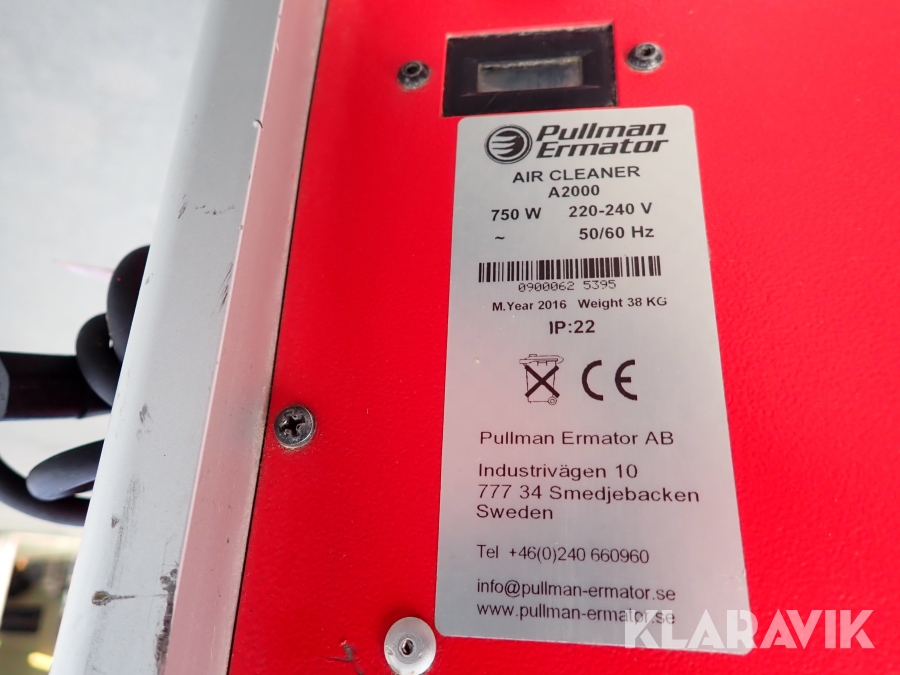 Pullman
Ermator
AIR CLEANER
A2000
750 W 220-240 V
~ 50/60 Hz
0900062 5395
M.Year 2016 Weight 38 KG
IP:22
CE
Pullman Ermator AB
Industrivägen 10
777 34 Smedjebacken
Sweden
Tel +46(0)240 660960
info@pullman-ermator.se
www.pullman-ermator.se
KLARAVIK